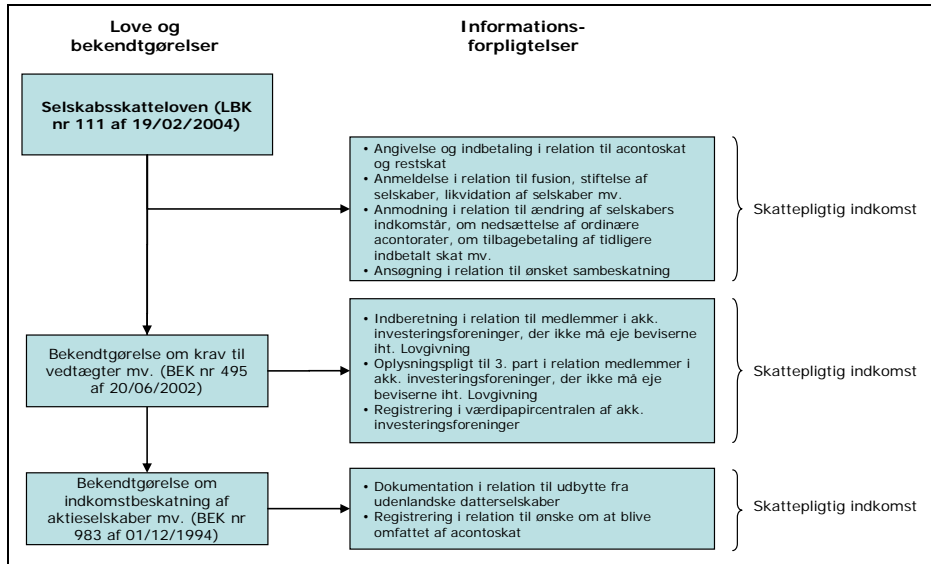 Love og
bekendtgørelser
Informations-
forpligtelser
Selskabsskatteloven (LBK
nr 111 af 19/02/2004)
• Angivelse og indbetaling i relation til acontoskat
og restskat
• Anmeldelse i relation til fusion, stiftelse af
selskaber, likvidation af selskaber mv.
• Anmodning i relation til ændring af selskabers
indkomstår, om nedsættelse af ordinære
acontorater, om tilbagebetaling af tidligere
indbetalt skat mv.
• Ansøgning i relation til ønsket sambeskatning
Skattepligtig indkomst
Bekendtgørelse om krav til
vedtægter mv. (BEK nr 495
af 20/06/2002)
• Indberetning i relation til medlemmer i akk.
investeringsforeninger, der ikke må eje beviserne
iht. Lovgivning
• Oplysningspligt til 3. part i relation medlemmer i
akk. investeringsforeninger, der ikke må eje
beviserne iht. Lovgivning
• Registrering i værdipapircentralen af akk.
investeringsforeninger
Skattepligtig indkomst
Bekendtgørelse om
indkomstbeskatning af
aktieselskaber mv. (BEK nr
983 af 01/12/1994)
• Dokumentation i relation til udbytte fra
udenlandske datterselskaber
• Registrering i relation til ønske om at blive
omfattet af acontoskat
Skattepligtig indkomst